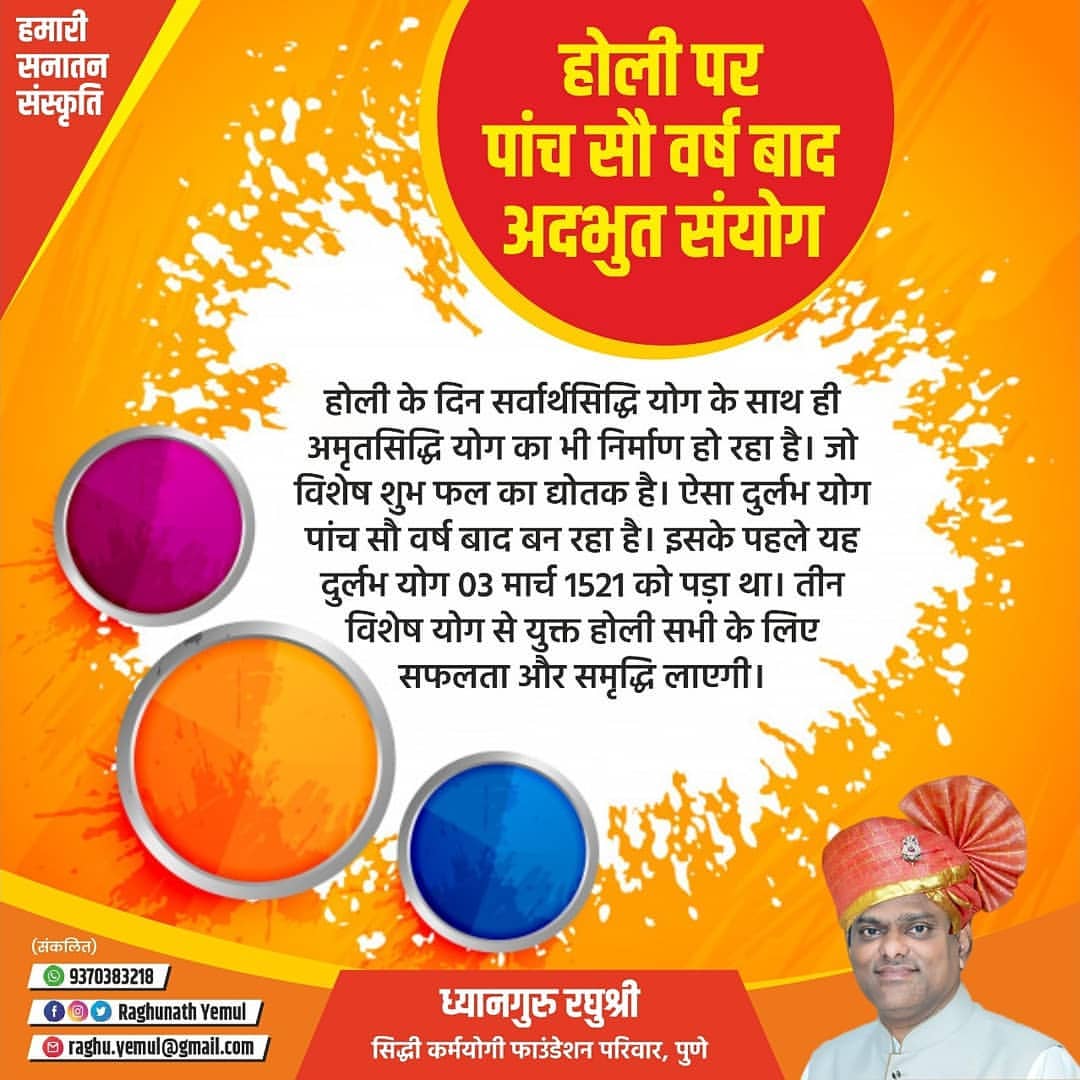 हमारी
सनातन
संस्कृति
होली पर
पांच सौ वर्ष बाद
अदभुत संयोग
होली के दिन सर्वार्थसिद्धि योग के साथ ही
अमृतसिद्धि योग का भी निर्माण हो रहा है। जो
विशेष शुभ फल का द्योतक है। ऐसा दुर्लभ योग
पांच सौ वर्ष बाद बन रहा है। इसके पहले यह
दुर्लभ योग 03 मार्च 1521 को पड़ा था। तीन
विशेष योग से युक्त होली सभी के लिए
सफलता और समृद्धि लाएगी।
(संकलित)
9370383218
Raghunath Yemul
raghu.yemul@gmail.com
ध्यानगुरु रघुश्री
सिद्धी कर्मयोगी फाउंडेशन परिवार, पुणे